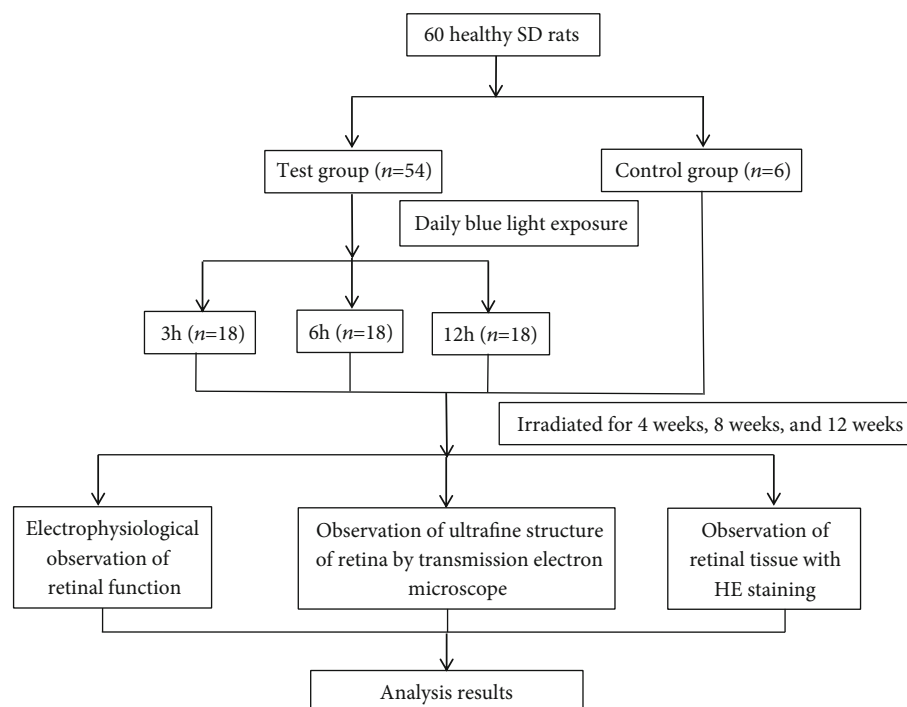 60 healthy SD rats
Test group (n=54)
Control group (n=6)
Daily blue light exposure
3h (n=18)
6h (n=18)
12h (n=18)
Irradiated for 4 weeks, 8 weeks, and 12 weeks
Electrophysiological
observation of
retinal function
Observation of ultrafine structure
of retina by transmission electron
microscope
Observation of
retinal tissue with
HE staining
Analysis results